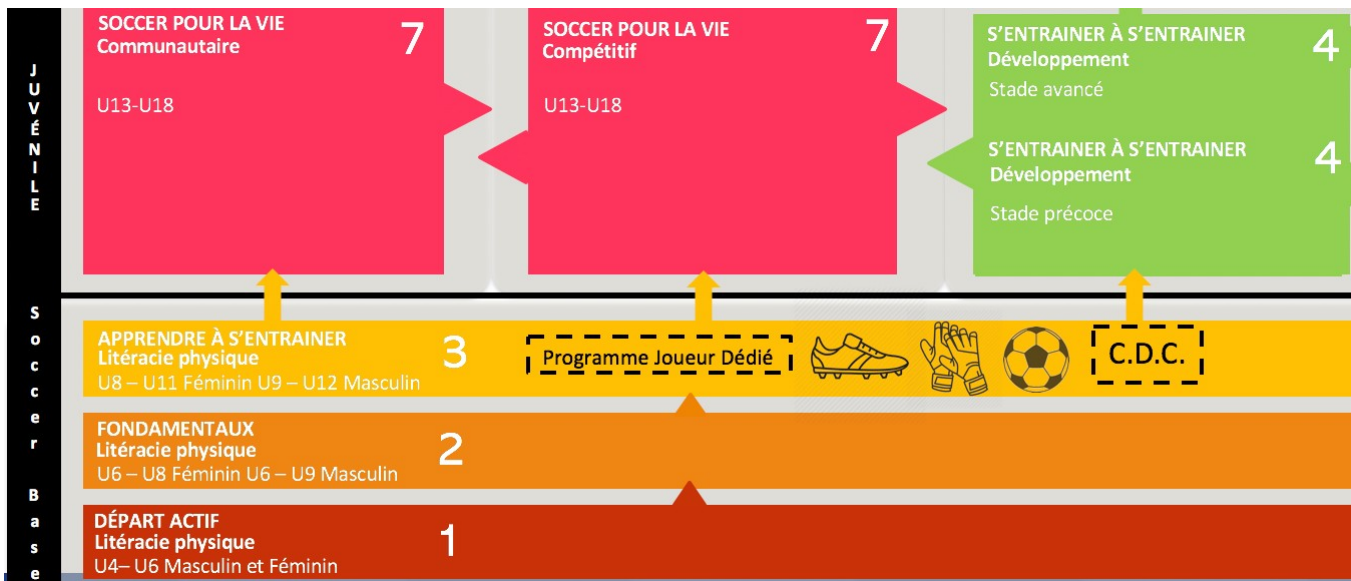 JUVÉNILE
SOCCER POUR LA VIE
Communautaire
7
U13-U18
SOCCER POUR LA VIE
Compétitif
7
U13-U18
S'ENTRAINER À S'ENTRAINER
Développement
4
Stade avancé
S'ENTRAINER À S'ENTRAINER
Développement
4
Stade précoce
Soccer Base
APPRENDRE À S'ENTRAINER
Litéracie physique
3
U8 – U11 Féminin U9 – U12 Masculin
Programme Joueur Dédié
C.D.C.
FONDAMENTAUX
Litéracie physique
2
U6 – U8 Féminin U6 – U9 Masculin
DÉPART ACTIF
Litéracie physique
1
U4– U6 Masculin et Féminin